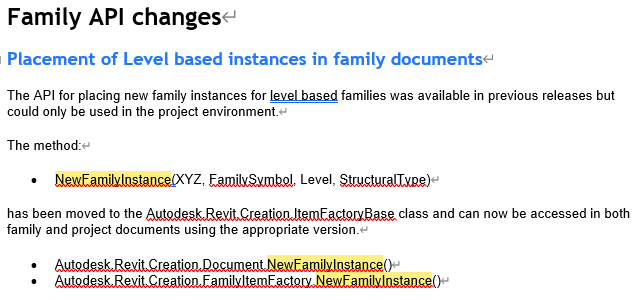 Family API changes
Placement of Level based instances in family documents
The API for placing new family instances for level based families was available in previous releases but
could only be used in the project environment.
The method:
• NewFamilyInstance(XYZ, FamilySymbol, Level, StructuralType)
has been moved to the Autodesk.Revit.Creation.ItemFactoryBase class and can now be accessed in both
family and project documents using the appropriate version.
• Autodesk.Revit.Creation.Document.NewFamilyInstance()
• Autodesk.Revit.Creation.FamilyItemFactory.NewFamilyInstance()